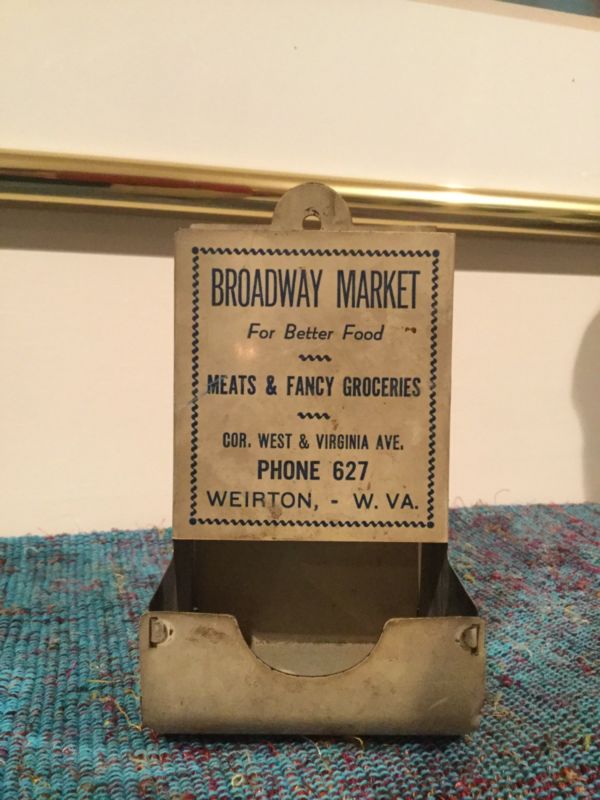 BROADWAY MARKET
For Better Food
MEATS & FANCY GROCERIES
COR. WEST & VIRGINIA AVE.
PHONE 627
WEIRTON, - W. VA.